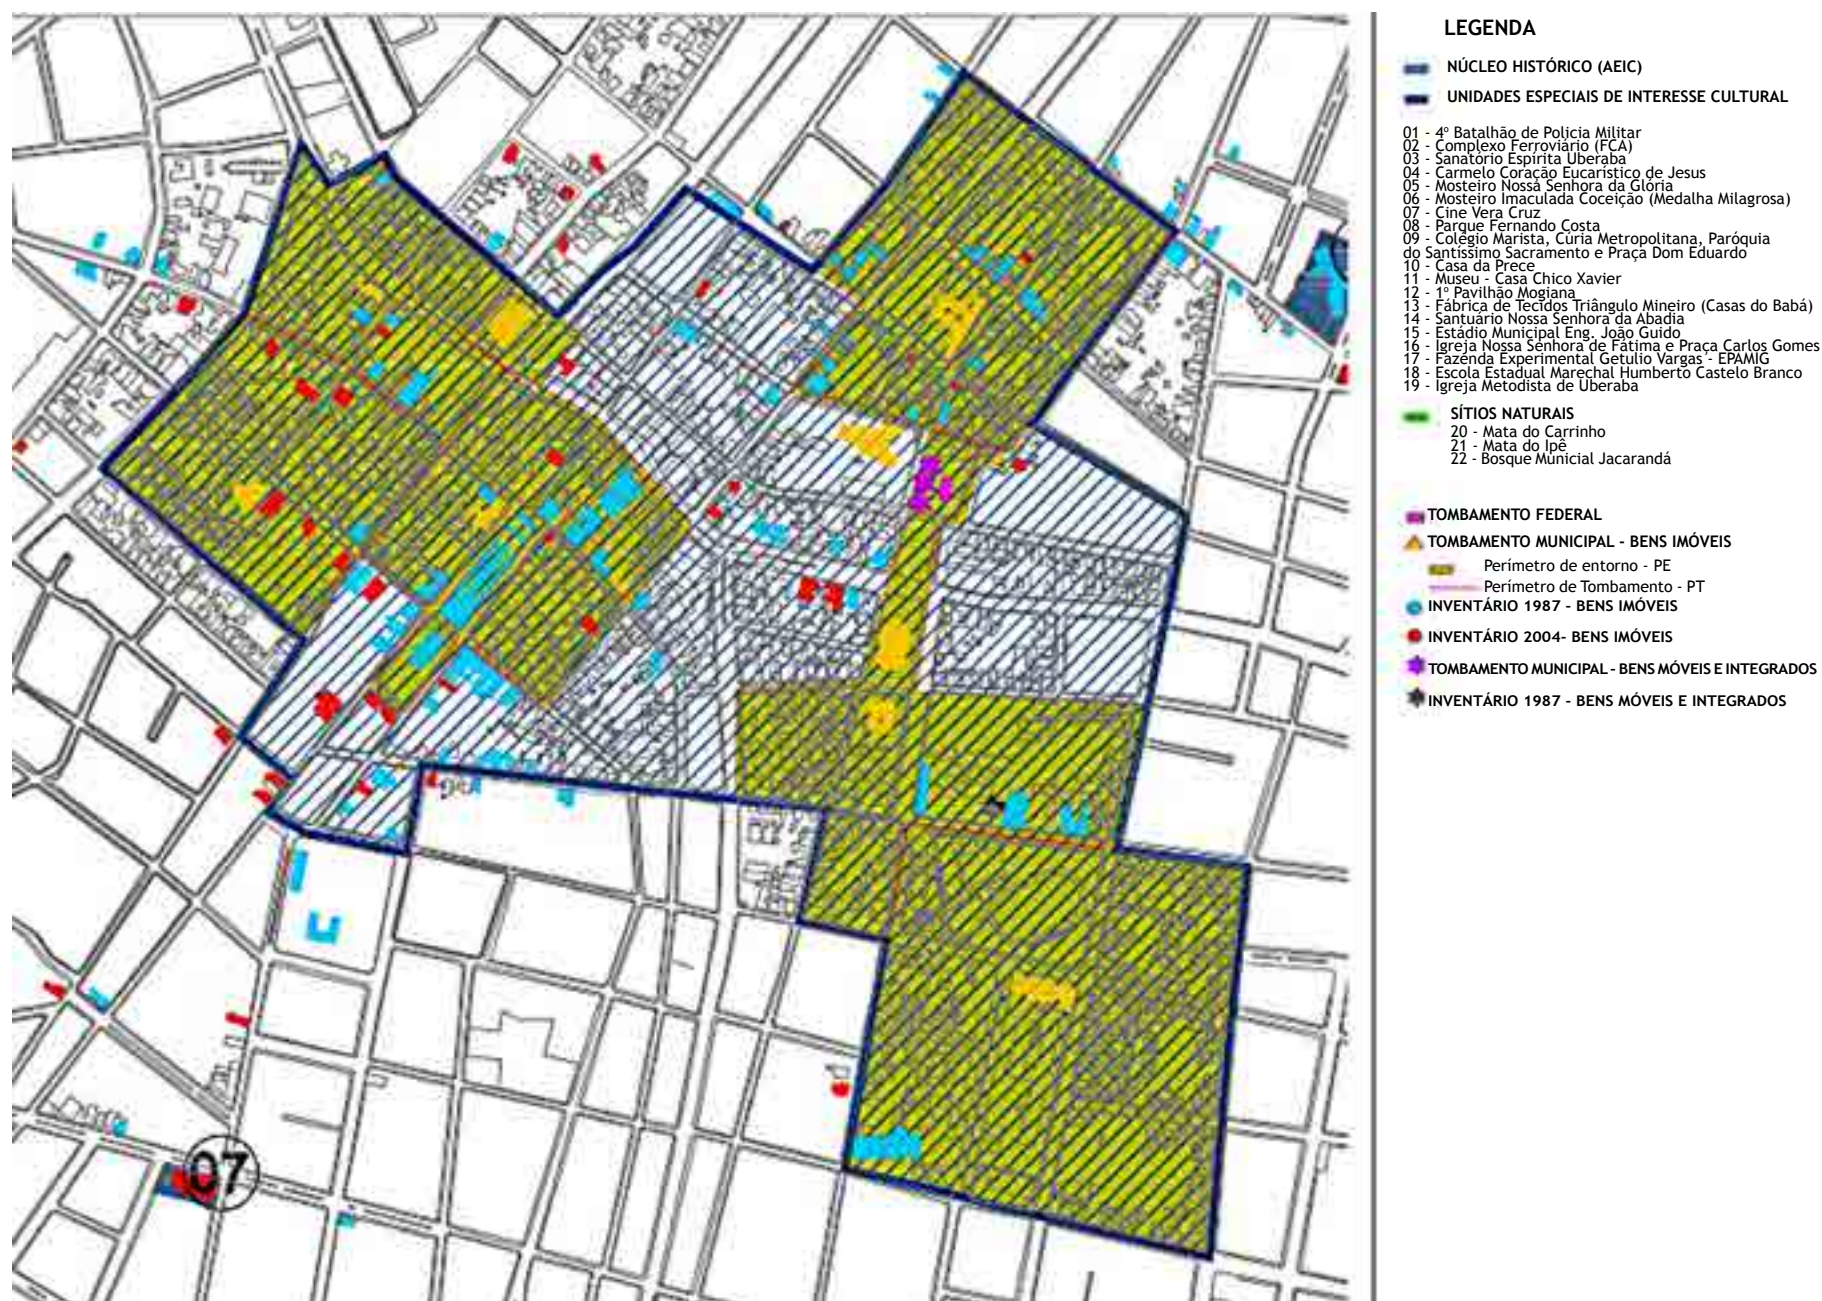 LEGENDA
NÚCLEO HISTÓRICO (AEIC)
UNIDADES ESPECIAIS DE INTERESSE CULTURAL
01 - 4º Batalhão de Policia Militar
02 - Complexo Ferroviário (FCA)
03 - Sanatório Espírita Uberaba
04 - Carmelo Coração Eucarístico de Jesus
05 - Mosteiro Nossa Senhora da Glória
06 - Mosteiro Imaculada Coceição (Medalha Milagrosa)
07 - Cine Vera Cruz
08 - Parque Fernando Costa
09 - Colégio Marista, Cúria Metropolitana, Paróquia
do Santíssimo Sacramento e Praça Dom Eduardo
10 - Casa da Prece
11 - Museu - Casa Chico Xavier
12 - 1º Pavilhão Mogiana
13 - Fábrica de Tecidos Triângulo Mineiro (Casas do Babá)
14 - Santuário Nossa Senhora da Abadia
15 - Estádio Municipal Eng. João Guido
16 - Igreja Nossa Senhora de Fátima e Praça Carlos Gomes
17 - Fazenda Experimental Getulio Vargas - EPAMIG
18 - Escola Estadual Marechal Humberto Castelo Branco
19 - Igreja Metodista de Uberaba
SÍTIOS NATURAIS
20 - Mata do Carrinho
21 - Mata do Ipê
22 - Bosque Municial Jacarandá
TOMBAMENTO FEDERAL
TOMBAMENTO MUNICIPAL - BENS IMÓVEIS
Perímetro de entorno - PE
Perímetro de Tombamento - PT
INVENTÁRIO 1987 - BENS IMÓVEIS
INVENTÁRIO 2004- BENS IMÓVEIS
TOMBAMENTO MUNICIPAL - BENS MÓVEIS E INTEGRADOS
INVENTÁRIO 1987 - BENS MÓVEIS E INTEGRADOS
07